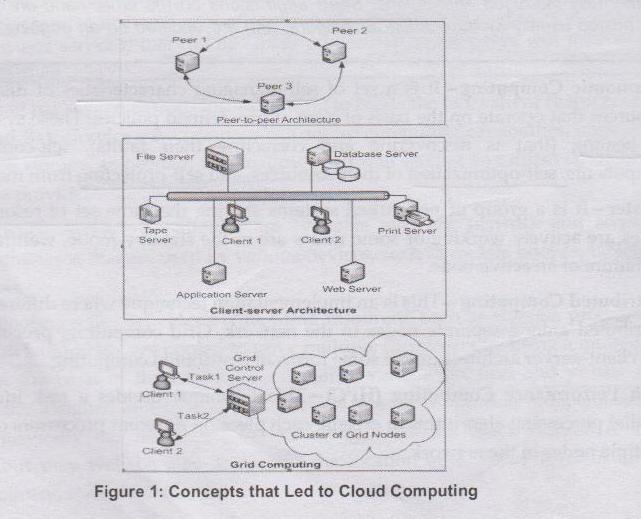 Peer 1
Peer 2
Peer 3
Peer-to-peer Architecture
File Server
Database Server
Tape
Server
Client 1
Client 2
Print Server
Application Server
Web Server
Client-server Architecture
Grid
Control
Server
Task1
Client 1
Task2
Client 2
Cluster of Grid Nodes
Grid Computing
Figure 1: Concepts that Led to Cloud Computing